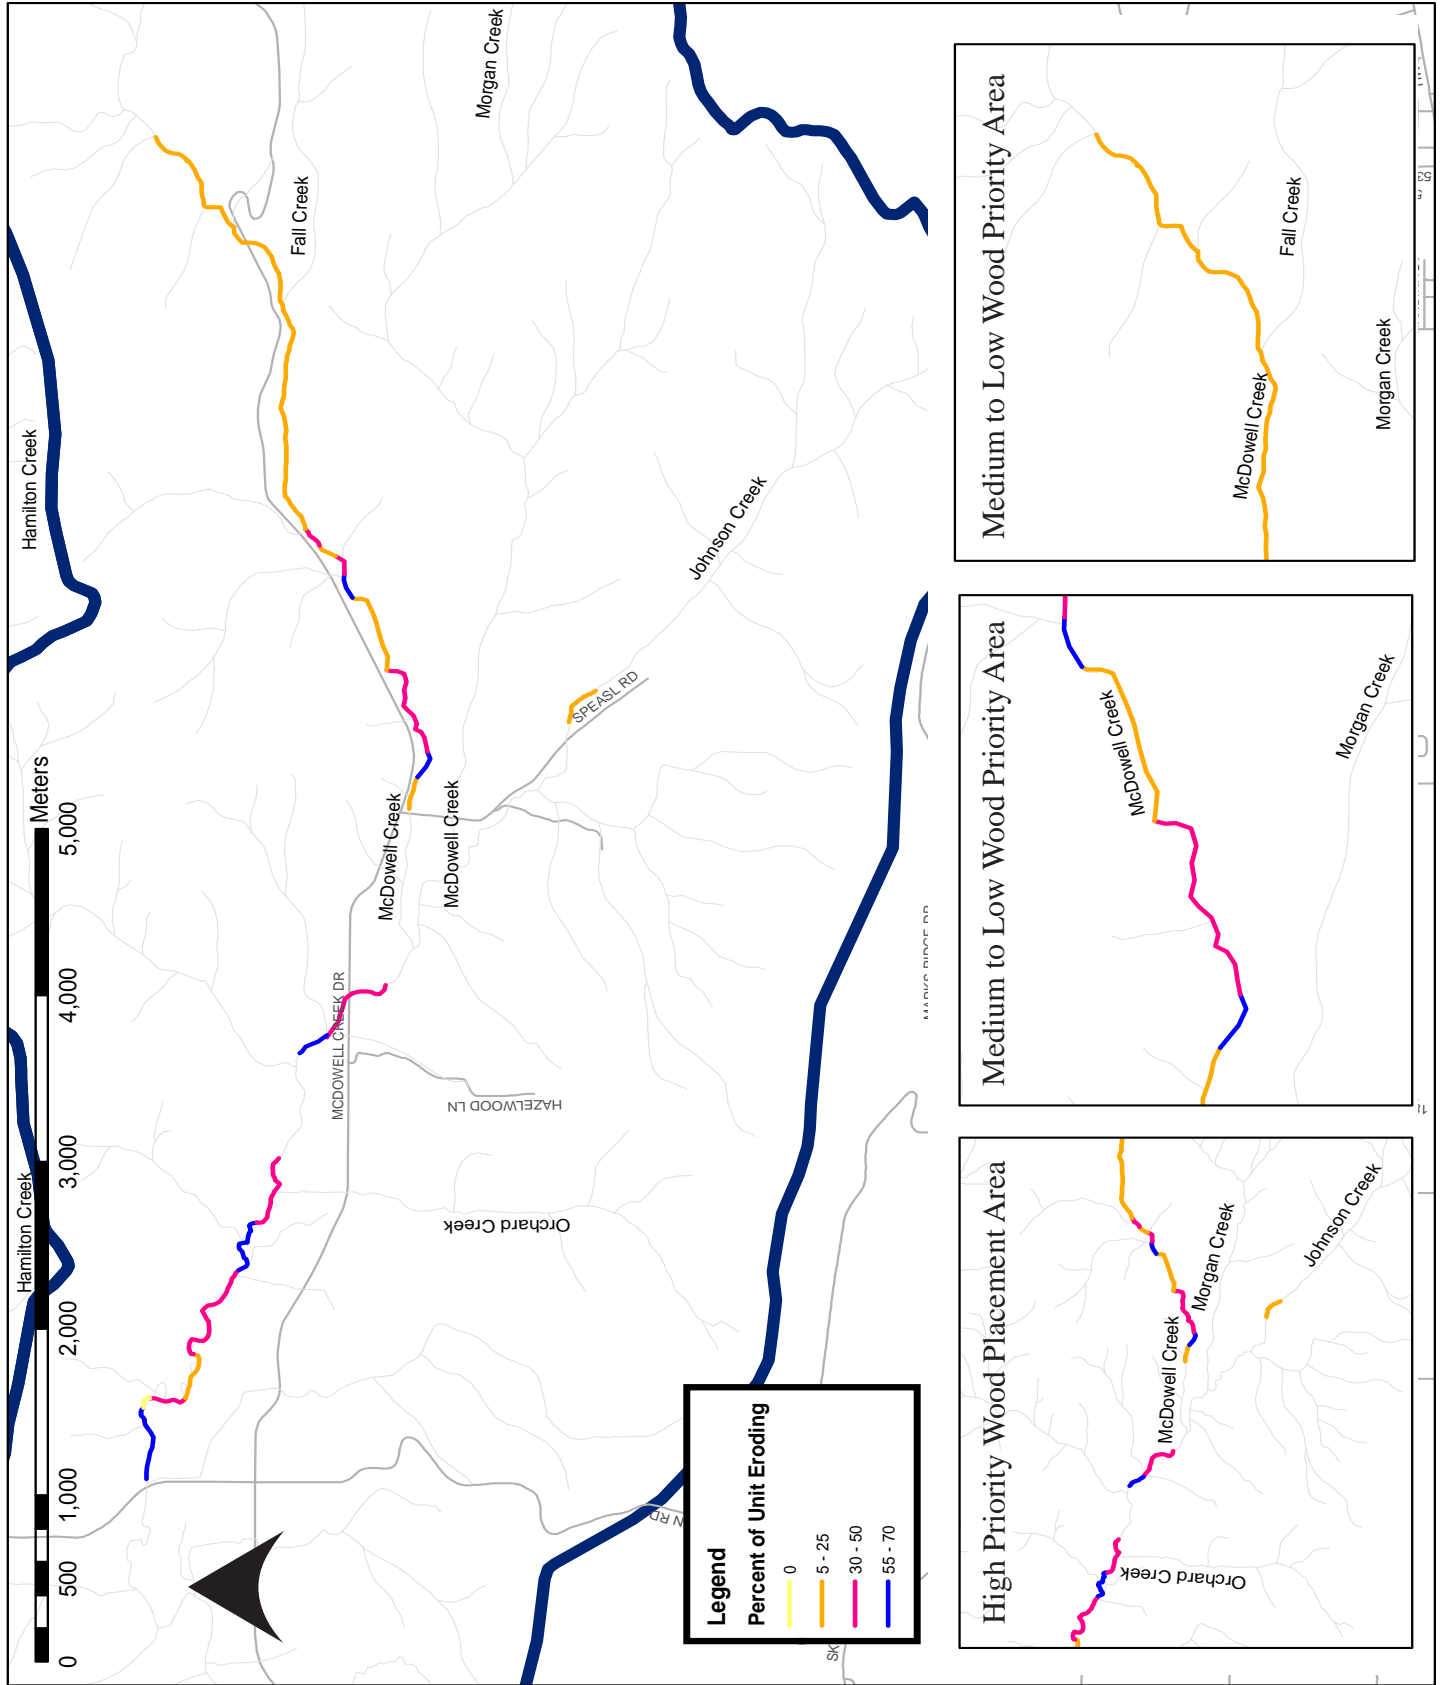 Hamilton Creek
Morgan Creek
Fall Creek
Hamilton Creek
0
500
1,000
2,000
3,000
4,000
5,000
Meters
McDowell Creek
McDowell Creek
MCDOWELL CREEK DR
HAZELWOOD LN
Orchard Creek
Johnson Creek
SPEASL RD
N RD
SK
Legend
Percent of Unit Eroding
0
5 - 25
30 - 50
55 - 70
High Priority Wood Placement Area
McDowell Creek
Morgan Creek
Johnson Creek
Orchard Creek
Medium to Low Wood Priority Area
McDowell Creek
Morgan Creek
Medium to Low Wood Priority Area
McDowell Creek
Fall Creek
Morgan Creek